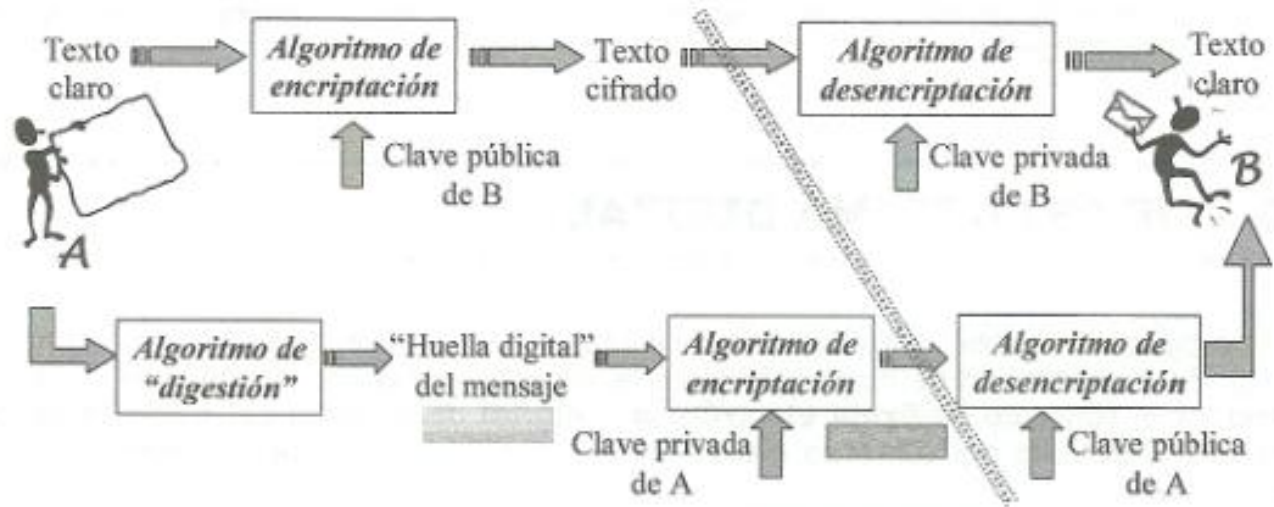 Texto
claro
Algoritmo de
encriptación
Texto
cifrado
Algoritmo de
desencriptación
Texto
claro
Clave pública
de B
Clave privada
de B
A
B
Algoritmo de
“digestión”
“Huella digital”
del mensaje
Algoritmo de
encriptación
Algoritmo de
desencriptación
Clave privada
de A
Clave pública
de A